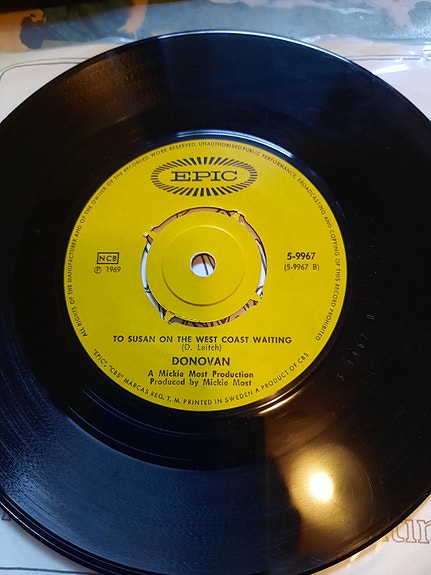 ALL RIGHTS OF THE MANUFACTURER AND OF THE OWNER OF THE RECORDED WORK RESERVED. UNAUTHORISED PUBLIC PERFORMANCE, BROADCASTING AND COPYING OF THIS RECORD PROHIBITED
EPIC
NCB
℗ 1969
5-9967
(5-9967 B)
TO SUSAN ON THE WEST COAST WAITING
(D. Leitch)
DONOVAN
A Mickie Most Production
Produced by Mickie Most
"EPIC," "CBS" MARCAS REG. T. M. PRINTED IN SWEDEN A PRODUCT OF CBS